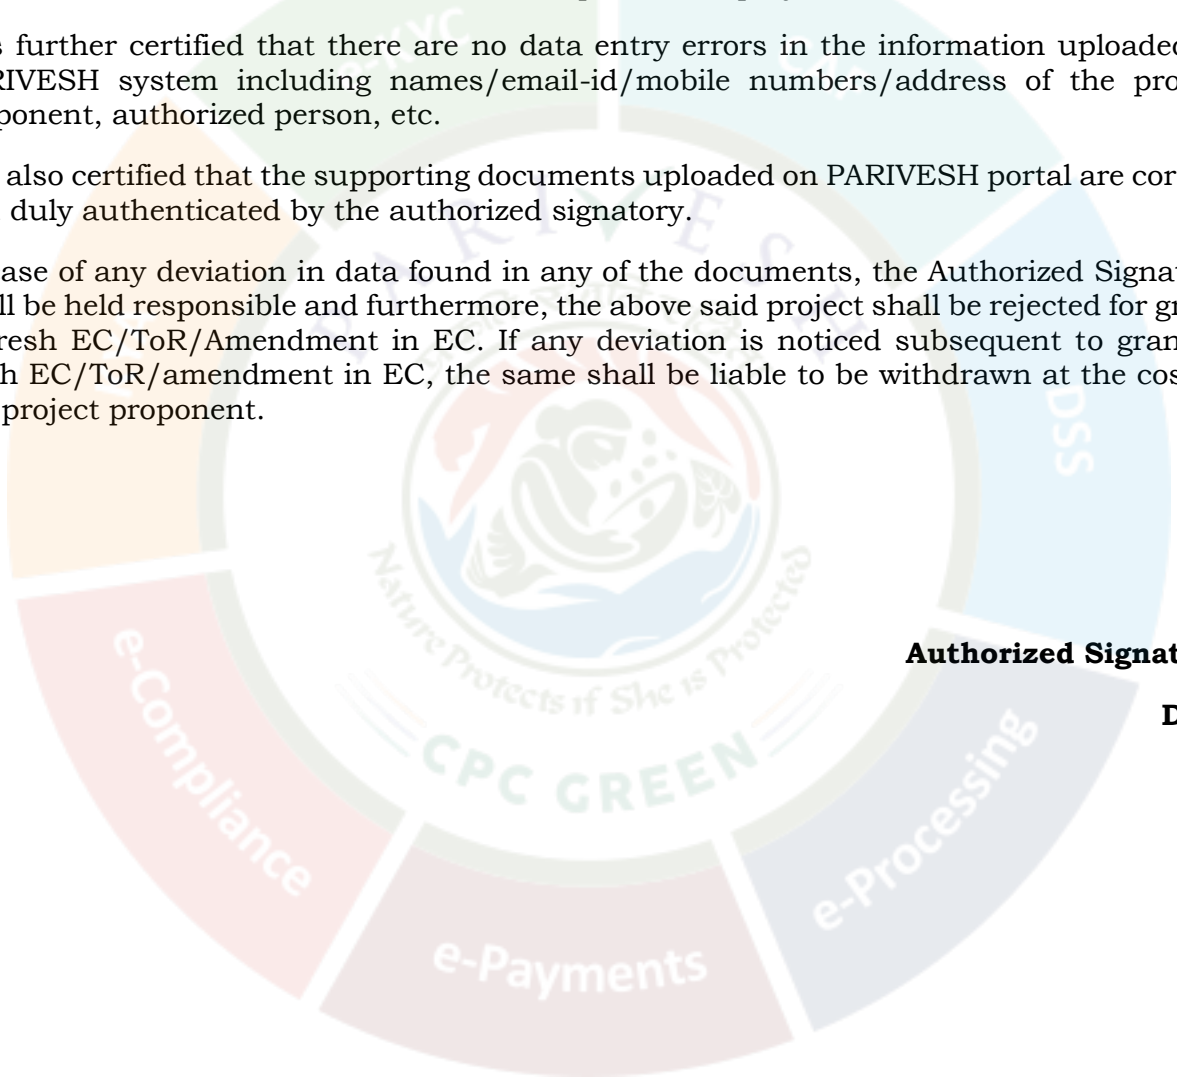 s further certified that there are no data entry errors in the information uploaded
RIVESH system including names/email-id/mobile numbers/address of the pro
ponent, authorized person, etc.
also certified that the supporting documents uploaded on PARIVESH portal are cor
duly authenticated by the authorized signatory.
ase of any deviation in data found in any of the documents, the Authorized Signa
ll be held responsible and furthermore, the above said project shall be rejected for g
resh EC/ToR/Amendment in EC. If any deviation is noticed subsequent to gran
h EC/ToR/amendment in EC, the same shall be liable to be withdrawn at the cos
project proponent.
Authorized Signat
D
e-KYC
PARIVESH
DSS
Nature Protects if She is Protected
CPC GREEN
e-Compliance
e-Payments
e-Processing